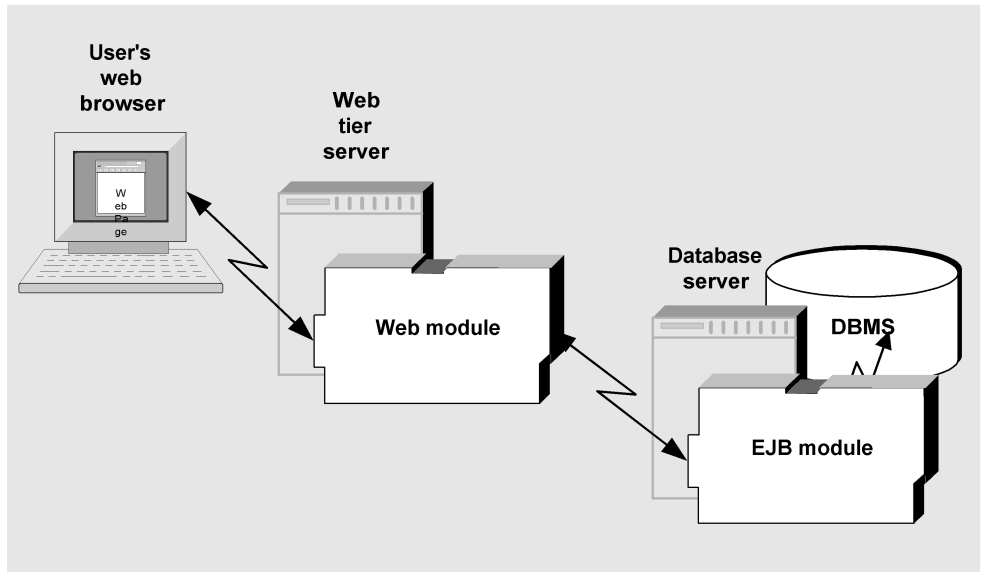 User's
web
browser
Web
tier
server
W
eb
Pa
ge
Web module
Database
server
DBMS
EJB module